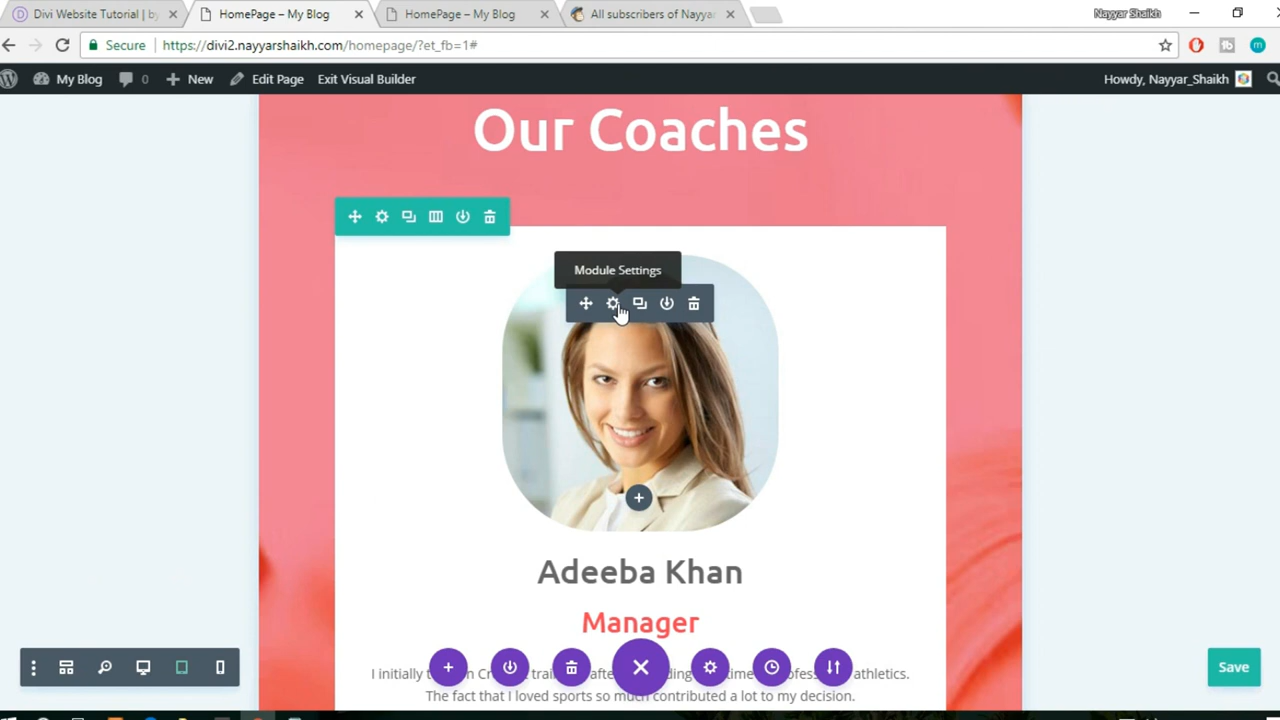 Divi Website Tutorial | by
HomePage – My Blog
HomePage – My Blog
All subscribers of Nayyar
Nayyar Shaikh
Secure
https://divi2.nayyarshaikh.com/homepage/?et_fb=1#
My Blog
0
New
Edit Page
Exit Visual Builder
Howdy, Nayyar_Shaikh
Our Coaches
Module Settings
Adeeba Khan
Manager
The fact that I loved sports so much contributed a lot to my decision.
Save